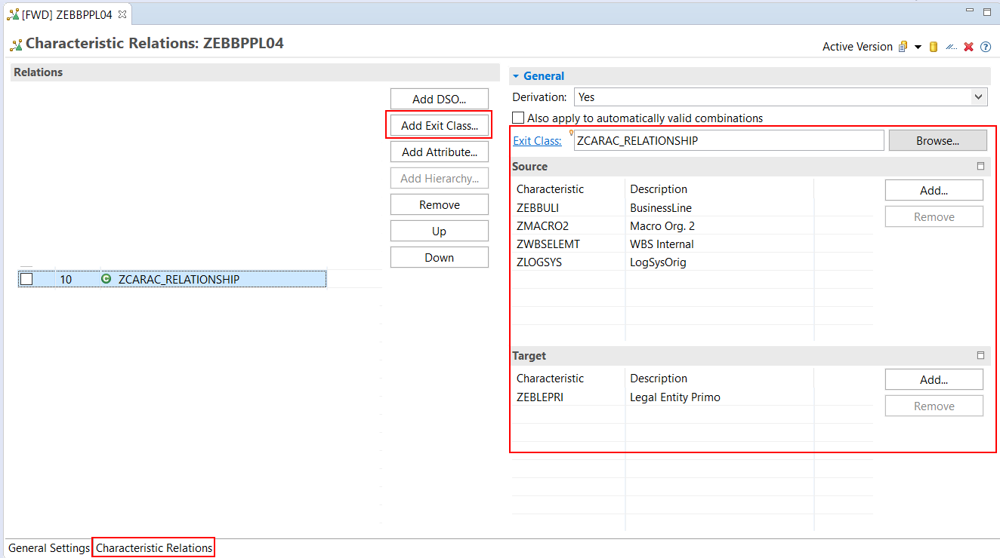 [FWD] ZEBBPPL04
Characteristic Relations: ZEBBPPL04
Active Version
Relations
Add DSO...
Add Exit Class...
Add Attribute...
Add Hierarchy...
Remove
Up
Down
10 ZCARAC_RELATIONSHIP
General
Derivation: Yes
Also apply to automatically valid combinations
Exit Class: ZCARAC_RELATIONSHIP Browse...
Source
Characteristic Description Add...
ZEBBULI BusinessLine Remove
ZMACRO2 Macro Org. 2
ZWBSELEMT WBS Internal
ZLOGSYS LogSysOrig
Target
Characteristic Description Add...
ZEBLEPRI Legal Entity Primo Remove
General Settings Characteristic Relations